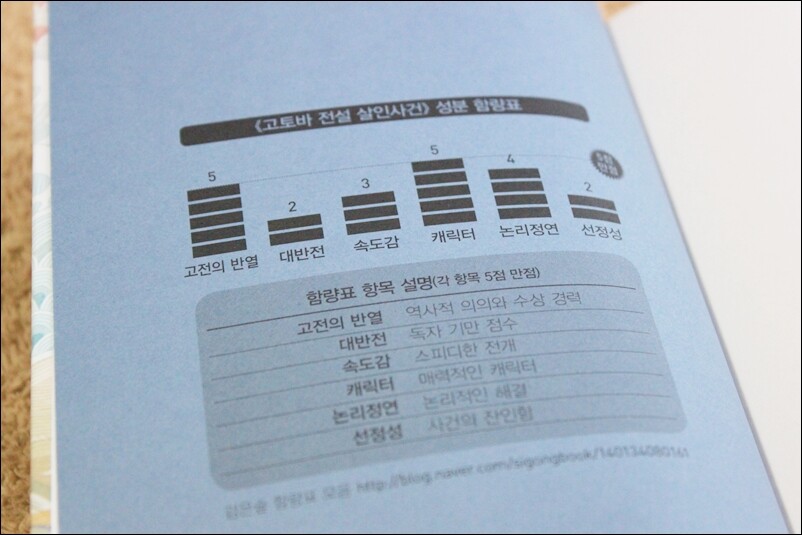 《고토바 전설 살인사건》 성분 함량표
5점 만점
5 2 3 5 4 2
고전의 반열 대반전 속도감 캐릭터 논리정연 선정성
함량표 항목 설명(각 항목 5점 만점)
고전의 반열 역사적 의의와 수상 경력
대반전 독자 기만 점수
속도감 스피디한 전개
캐릭터 매력적인 캐릭터
논리정연 논리적인 해결
선정성 사건의 잔인함
함량표 모음 http://blog.naver.com/sigongbook/140134080161